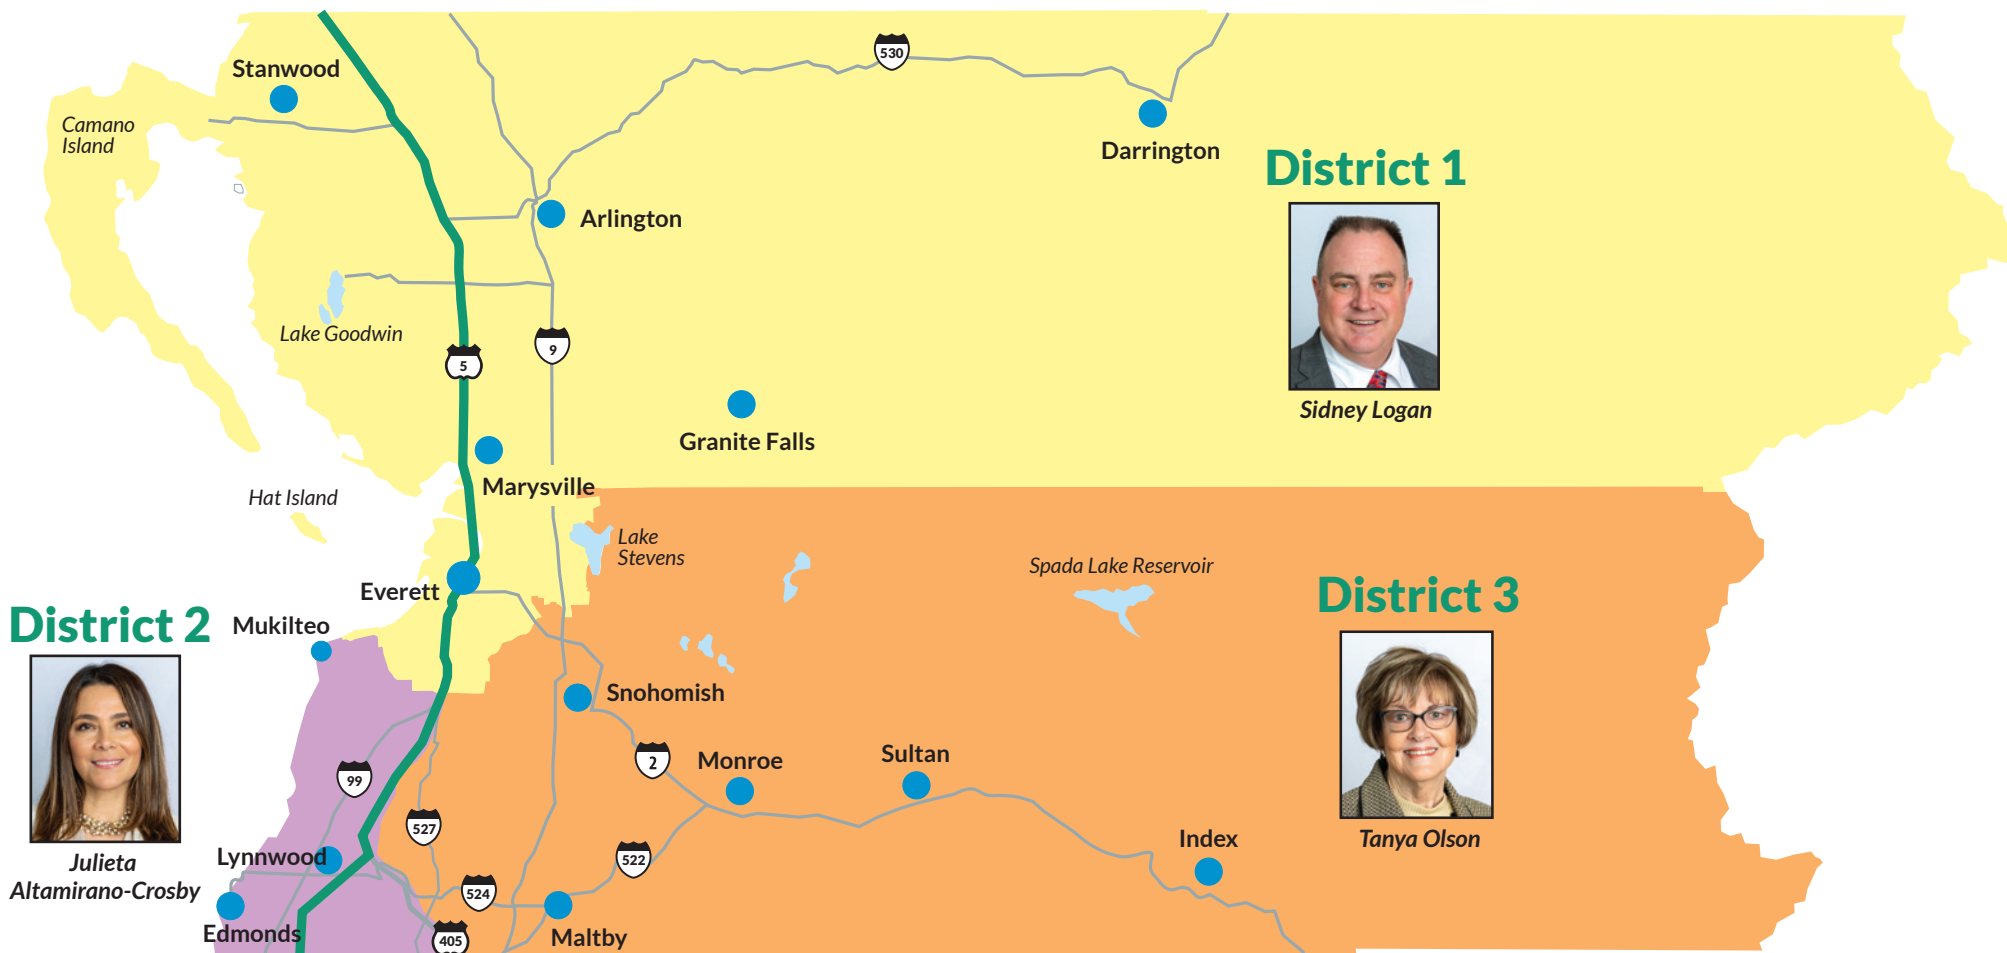 530
Stanwood
Camano
Island
Darrington
District 1
Arlington
Lake Goodwin
9
5
Sidney Logan
Granite Falls
Marysville
Hat Island
Lake
Stevens
Spada Lake Reservoir
Everett
District 3
District 2
Mukilteo
Snohomish
2
Monroe
Sultan
99
527
Index
Tanya Olson
Lynnwood
522
Julieta
Altamirano-Crosby
524
Edmonds
Maltby
405